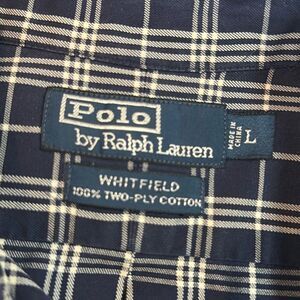 Polo
by Ralph Lauren
MADE IN
CHINA
L
WHITFIELD
100% TWO-PLY COTTON